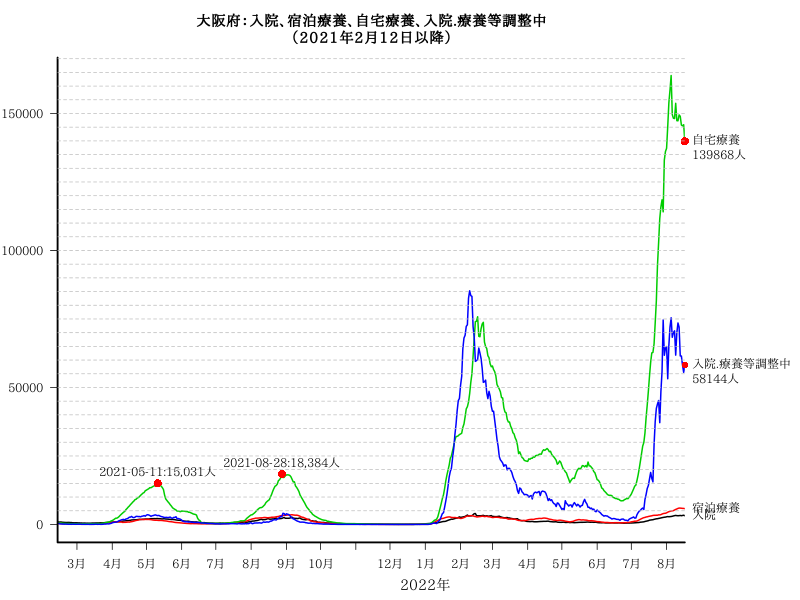 大阪府：入院、宿泊療養、自宅療養、入院.療養等調整中
（2021年2月12日以降）
150000
100000
50000
0
自宅療養
139868人
入院.療養等調整中
58144人
2021-05-11:15,031人
2021-08-28:18,384人
宿泊療養
入院
3月 4月 5月 6月 7月 8月 9月 10月 12月 1月 2月 3月 4月 5月 6月 7月 8月
2022年